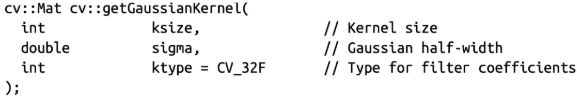 cv::Mat cv::getGaussianKernel(
  int           ksize,              // Kernel size
  double        sigma,              // Gaussian half-width
  int           ktype = CV_32F      // Type for filter coefficients
);